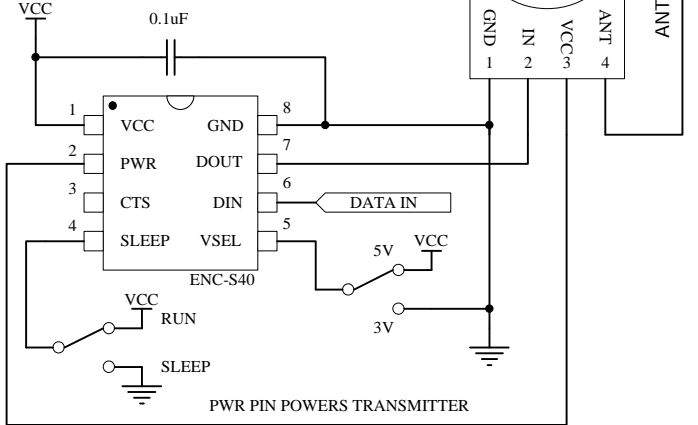 VCC
0.1uF
GND
IN
VCC
ANT
ANT
1
2
3
4
1
VCC
GND
8
2
PWR
DOUT
7
3
CTS
DIN
6
DATA IN
4
SLEEP
VSEL
5
ENC-S40
5V
VCC
3V
VCC
RUN
SLEEP
PWR PIN POWERS TRANSMITTER